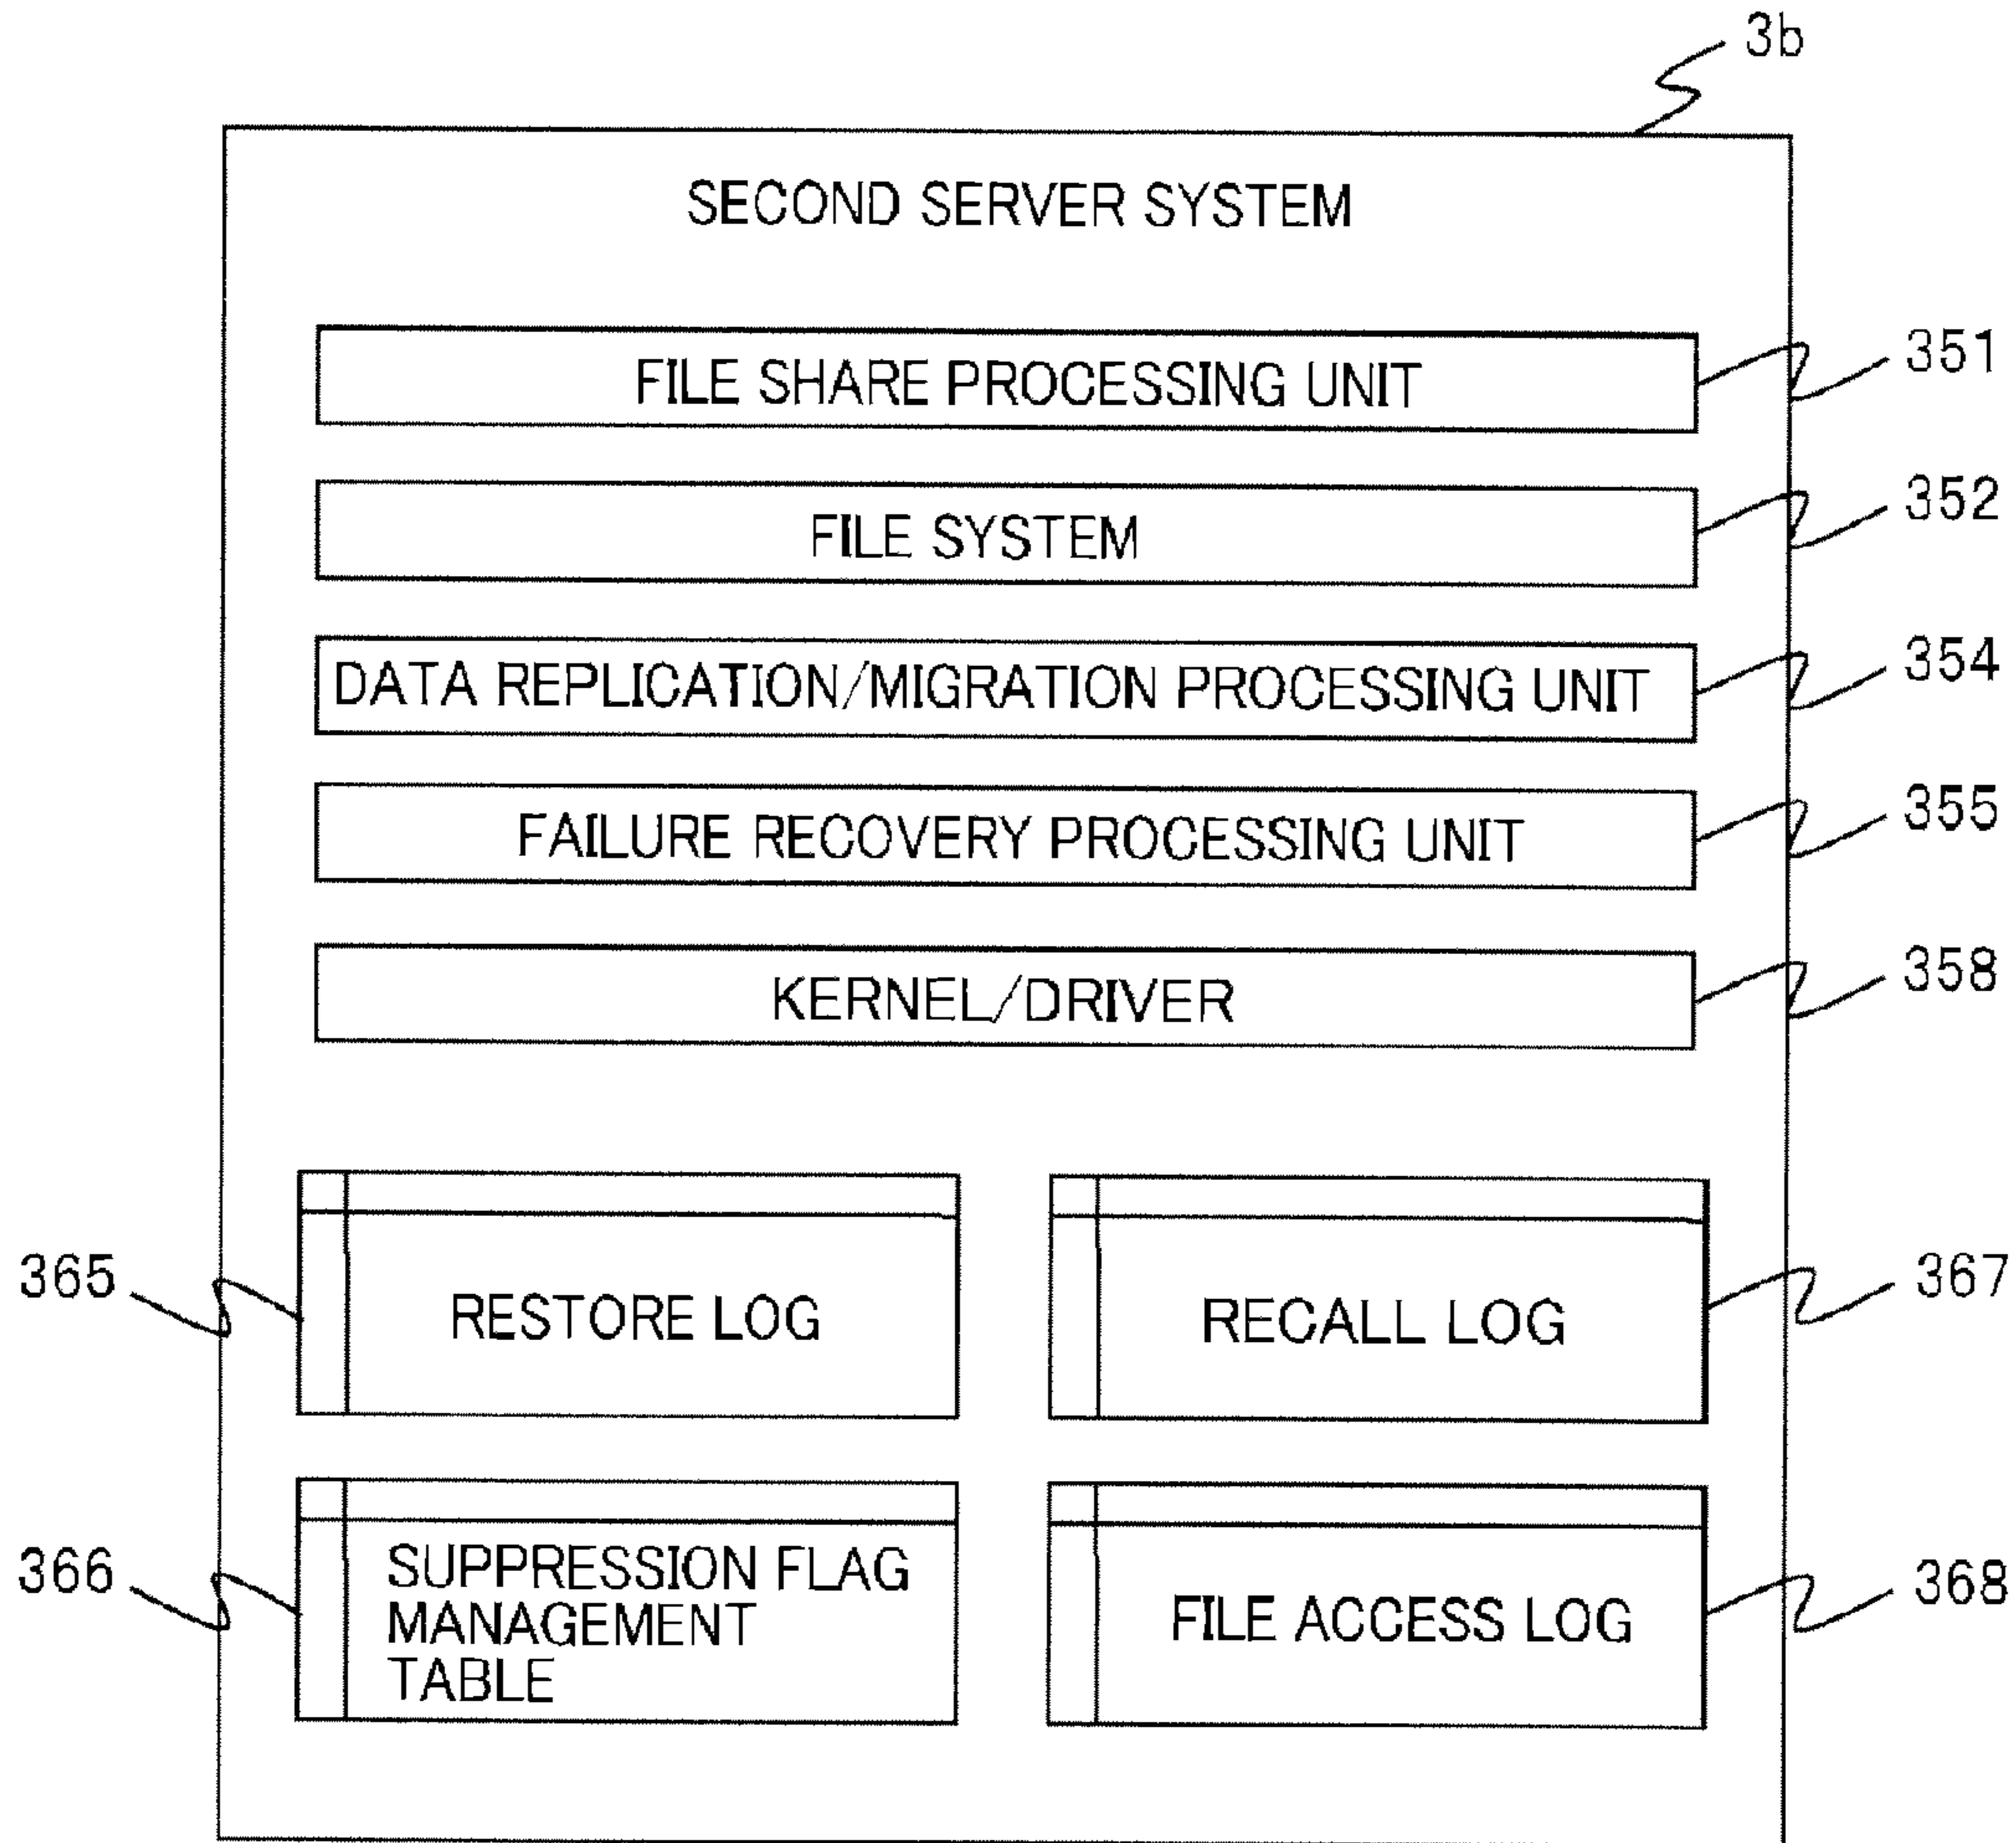 3b
SECOND SERVER SYSTEM
FILE SHARE PROCESSING UNIT
351
FILE SYSTEM
352
DATA REPLICATION/MIGRATION PROCESSING UNIT
354
FAILURE RECOVERY PROCESSING UNIT
355
KERNEL/DRIVER
358
365
RESTORE LOG
RECALL LOG
367
366
SUPPRESSION FLAG
MANAGEMENT
TABLE
FILE ACCESS LOG
368